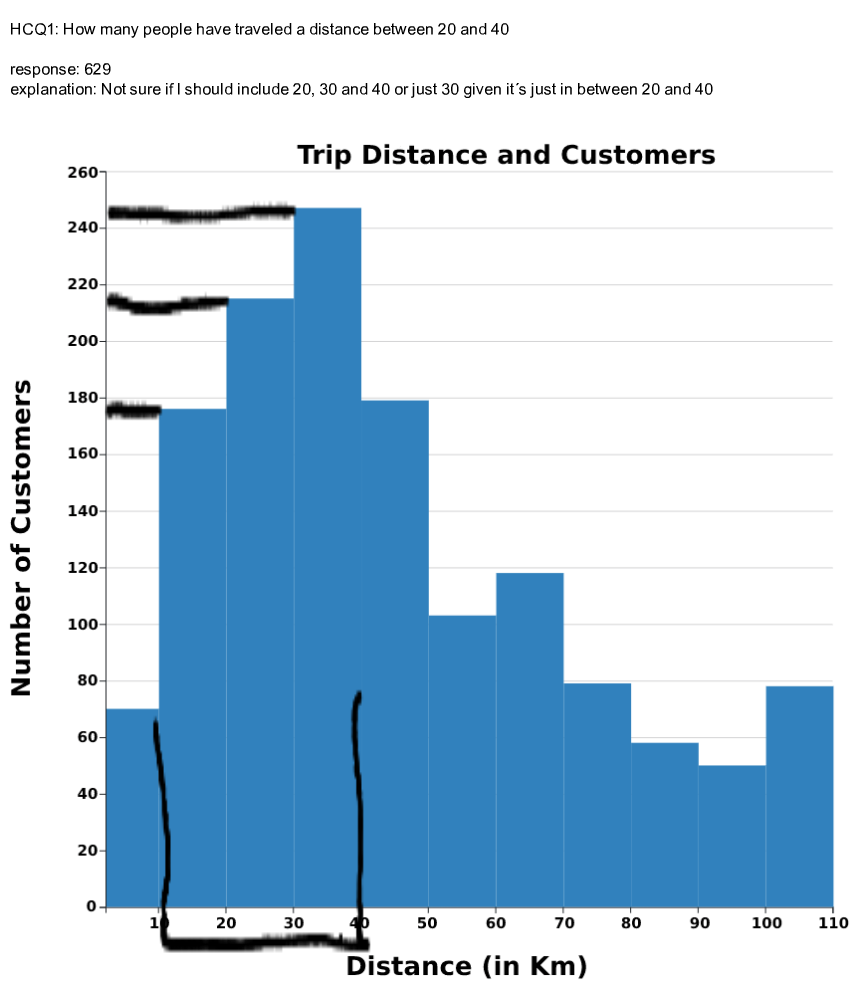 HCQ1: How many people have traveled a distance between 20 and 40
response: 629
explanation: Not sure if I should include 20, 30 and 40 or just 30 given it´s just in between 20 and 40
Trip Distance and Customers
260
240
220
200
180
160
140
120
100
80
60
40
20
0
Number of Customers
10 20 30 40 50 60 70 80 90 100 110
Distance (in Km)